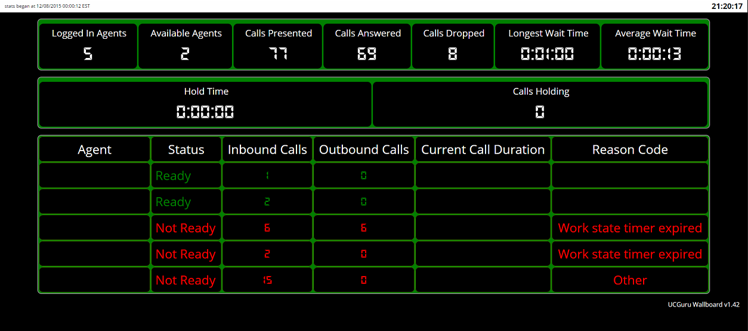 stats began at 12/08/2015 00:00:12 EST 21:20:17
Logged In Agents Available Agents Calls Presented Calls Answered Calls Dropped Longest Wait Time Average Wait Time
5 2 77 69 8 0:01:00 0:00:13
Hold Time Calls Holding
0:00:00 0
Agent Status Inbound Calls Outbound Calls Current Call Duration Reason Code
Ready 1 0
Ready 2 0
Not Ready 6 6 Work state timer expired
Not Ready 2 0 Work state timer expired
Not Ready 15 0 Other
UCGuru Wallboard v1.42